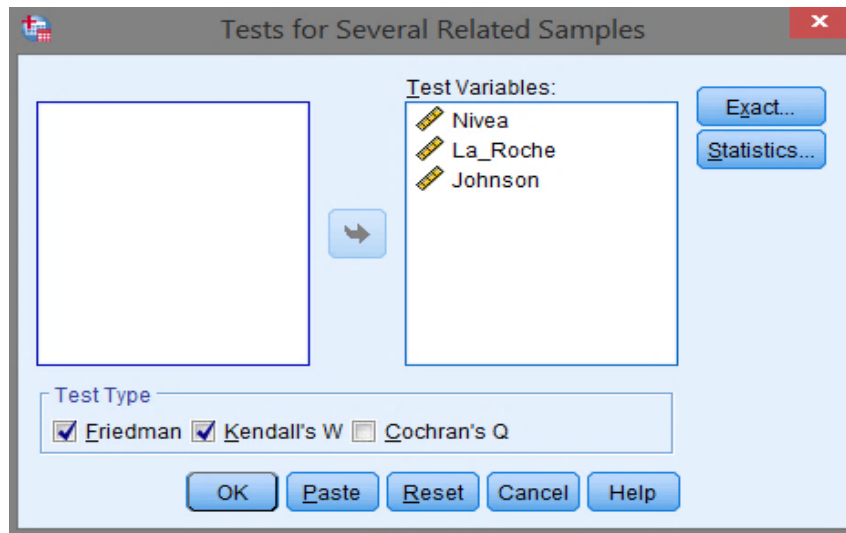 Tests for Several Related Samples
x
Test Variables:
Nivea
La_Roche
Johnson
Exact...
Statistics...
Test Type
Friedman Kendall's W Cochran's Q
OK Paste Reset Cancel Help